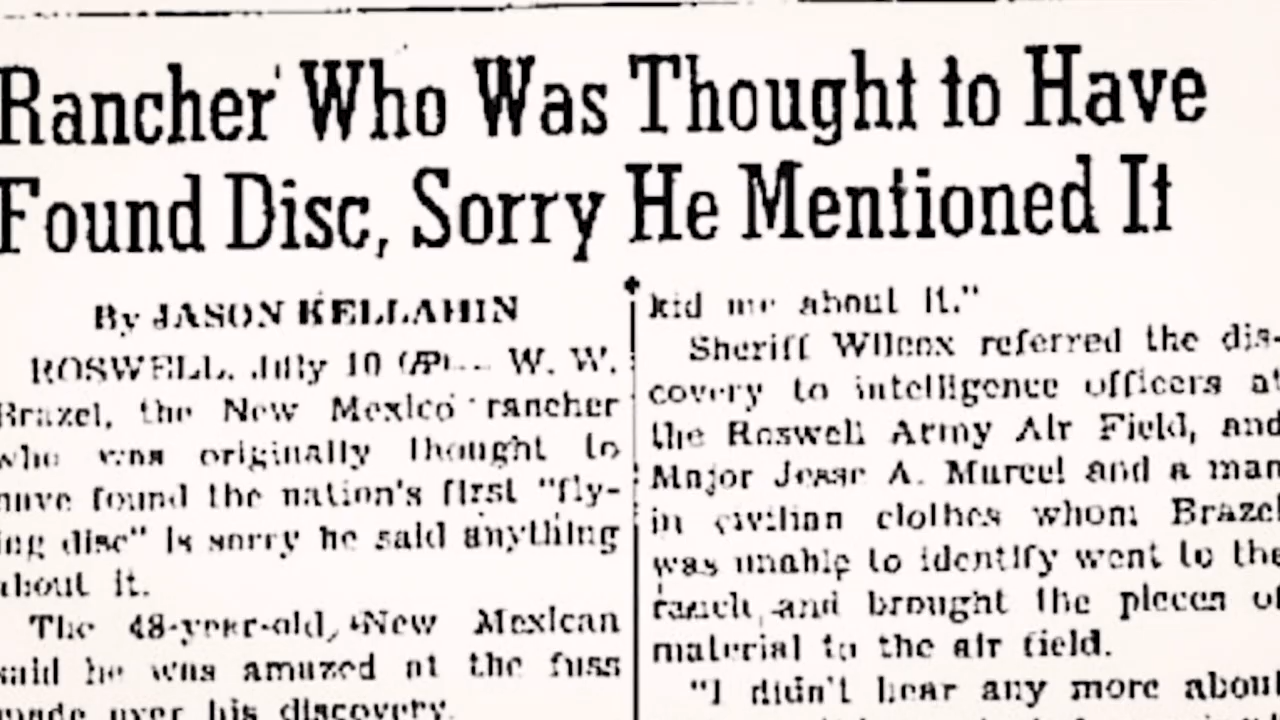 Rancher Who Was Thought to Have
Found Disc, Sorry He Mentioned It
By JASON KELLAHIN
ROSWELL, July 10 (AP)— W. W.
Brazel, the New Mexico rancher
who was originally thought to
have found the nation's first "fly-
ing disc" is sorry he said anything
about it.
The 48-year-old, New Mexican
said he was amazed at the fuss
made over his discovery.
kid me about it."
Sheriff Wilcox referred the dis-
covery to intelligence officers at
the Roswell Army Air Field, and
Major Jesse A. Marcel and a man
in civilian clothes whom Brazel
was unable to identify went to the
ranch and brought the pieces of
material to the air field.
"I didn't hear any more about